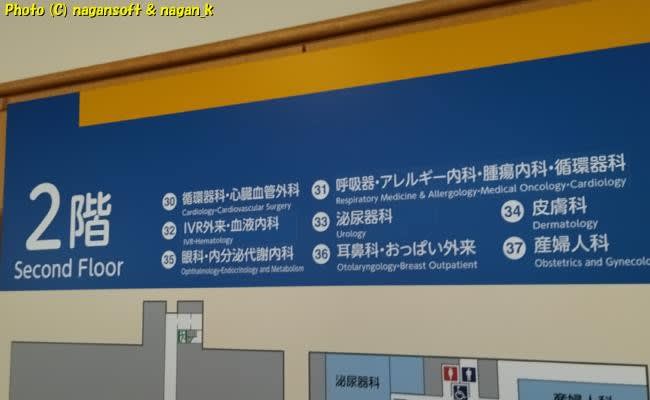 Photo (C) nagansoft & nagan_k
2階
Second Floor
30 循環器科・心臓血管外科
Cardiology・Cardiovascular Surgery
32 IVR外来・血液内科
IVR・Hematology
35 眼科・内分泌代謝内科
Ophthalmology・Endocrinology and Metabolism
31 呼吸器・アレルギー内科・腫瘍内科・循環器科
Respiratory Medicine & Allergology・Medical Oncology・Cardiology
33 泌尿器科
Urology
36 耳鼻科・おっぱい外来
Otolaryngology・Breast Outpatient
34 皮膚科
Dermatology
37 産婦人科
Obstetrics and Gynecolo
泌尿器科
産婦人科